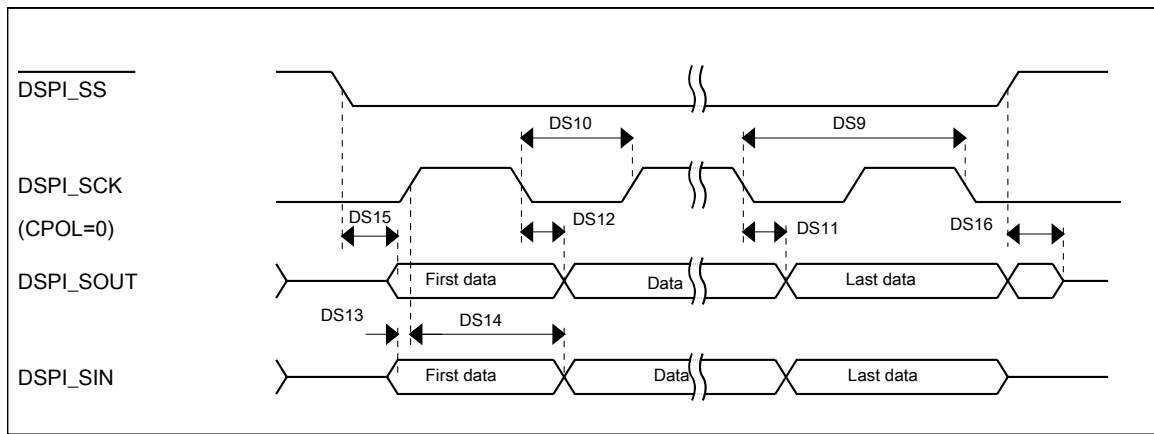 DSPI_SS
DS10
DS9
DSPI_SCK
(CPOL=0)
DS15
DS12
DS11
DS16
DSPI_SOUT
First data
Data
Last data
DS13
DS14
DSPI_SIN
First data
Data
Last data